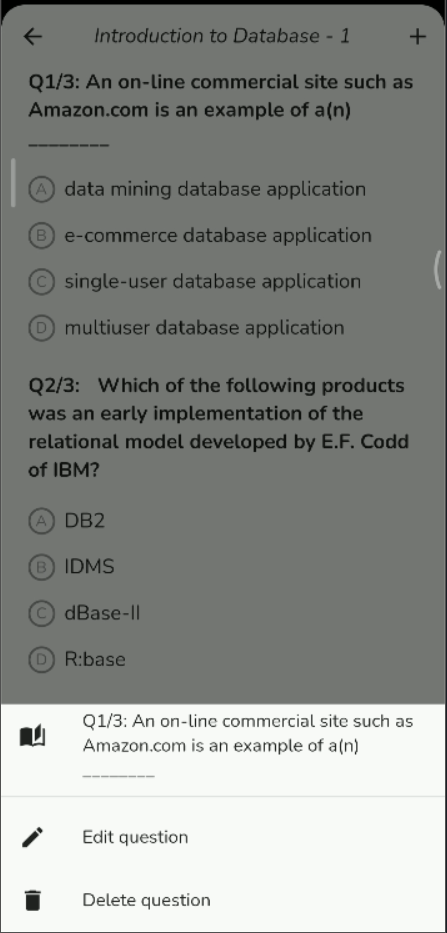 Introduction to Database - 1
Q1/3: An on-line commercial site such as
Amazon.com is an example of a(n)
________
A data mining database application
B e-commerce database application
C single-user database application
D multiuser database application
Q2/3: Which of the following products
was an early implementation of the
relational model developed by E.F. Codd
of IBM?
A DB2
B IDMS
C dBase-II
D R:base
Q1/3: An on-line commercial site such as
Amazon.com is an example of a(n)
________
Edit question
Delete question